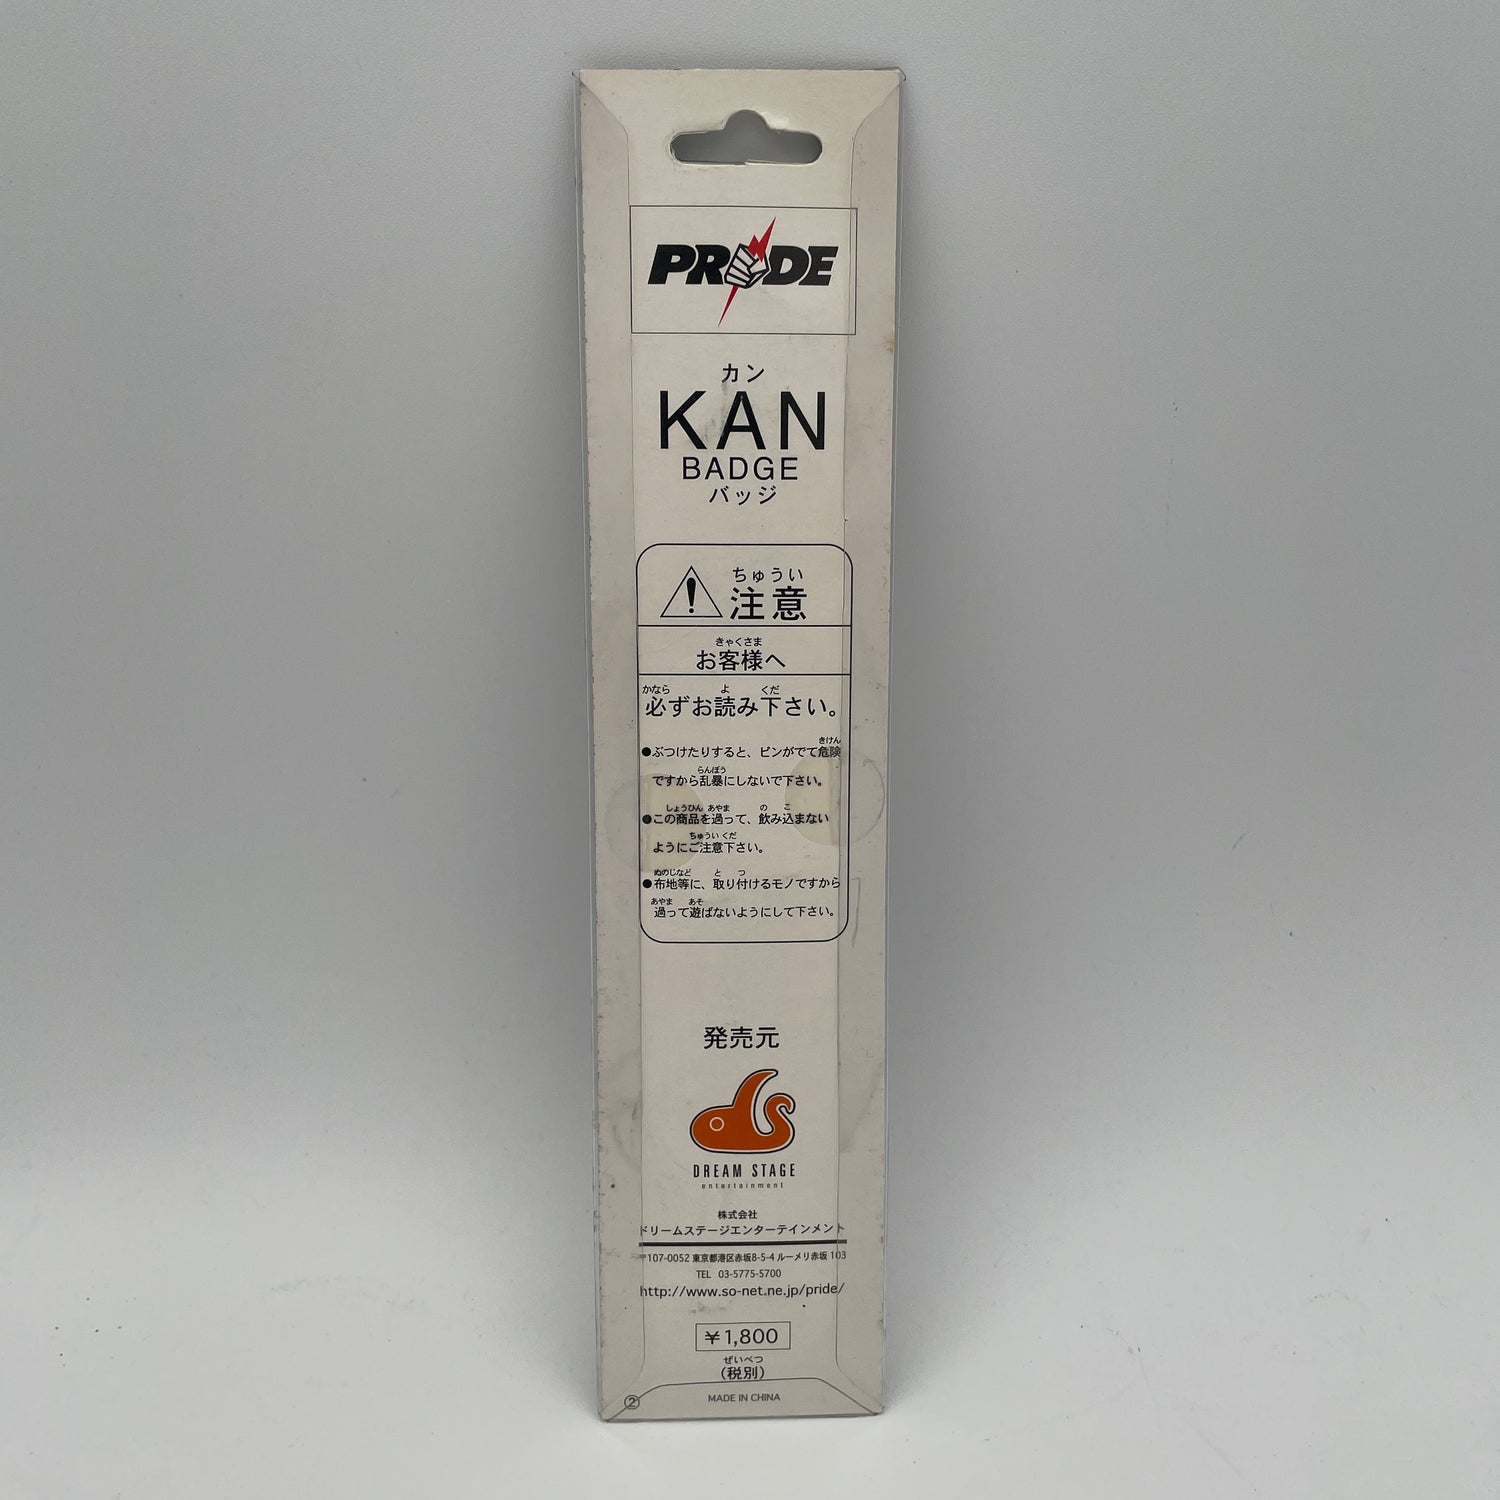 PRIDE
カン
KAN
BADGE
バッジ
ちゅうい
注意
きゃくさま
お客様へ
かなら よ くだ
必ずお読み下さい。
きけん
●ぶつけたりすると、ピンがでて危険
らんぼう
ですから乱暴にしないで下さい。
しょうひん あやま の こ
●この商品を過って、飲み込まない
ちゅうい くだ
ようにご注意下さい。
ぬのじなど と つ
●布地等に、取り付けるモノですから
あやま あそ
過って遊ばないようにして下さい。
発売元
DREAM STAGE
entertainment
株式会社
ドリームステージエンターテインメント
〒107-0052 東京都港区赤坂8-5-4 ルーメリ赤坂 103
TEL 03-5775-5700
http://www.so-net.ne.jp/pride/
￥1,800
ぜいべつ
(税別)
MADE IN CHINA
②